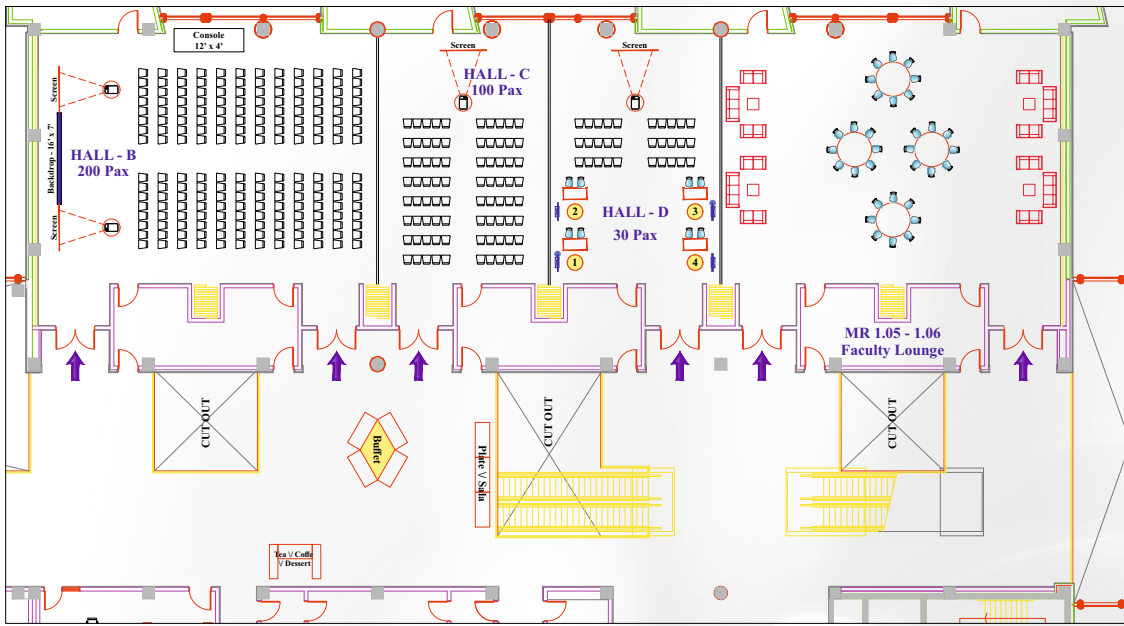 Console
12' x 4'
Screen
Backdrop - 16' x 7'
Screen
HALL - B
200 Pax
Screen
HALL - C
100 Pax
Screen
2
3
HALL - D
30 Pax
1
4
MR 1.05 - 1.06
Faculty Lounge
CUT OUT
CUT OUT
CUT OUT
Buffet
Plate \/ Sala
Tea \/ Coffe
\/ Dessert